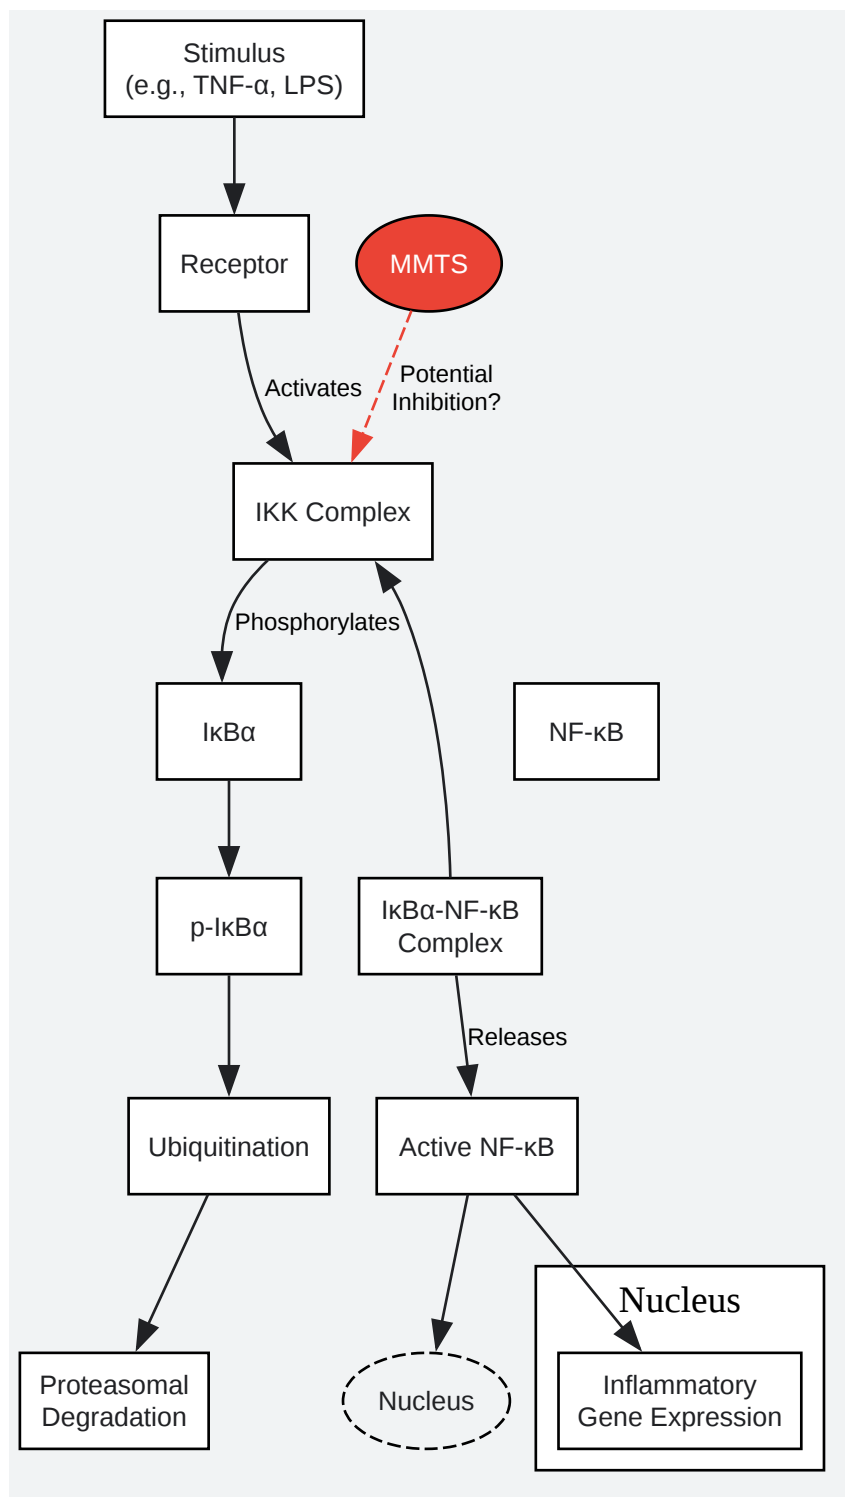 Stimulus
(e.g., TNF-α, LPS)
Receptor
MMTS
Activates
Potential
Inhibition?
IKK Complex
Phosphorylates
IκBα
NF-κB
p-IκBα
IκBα-NF-κB
Complex
Releases
Ubiquitination
Active NF-κB
Nucleus
Proteasomal
Degradation
Nucleus
Inflammatory
Gene Expression